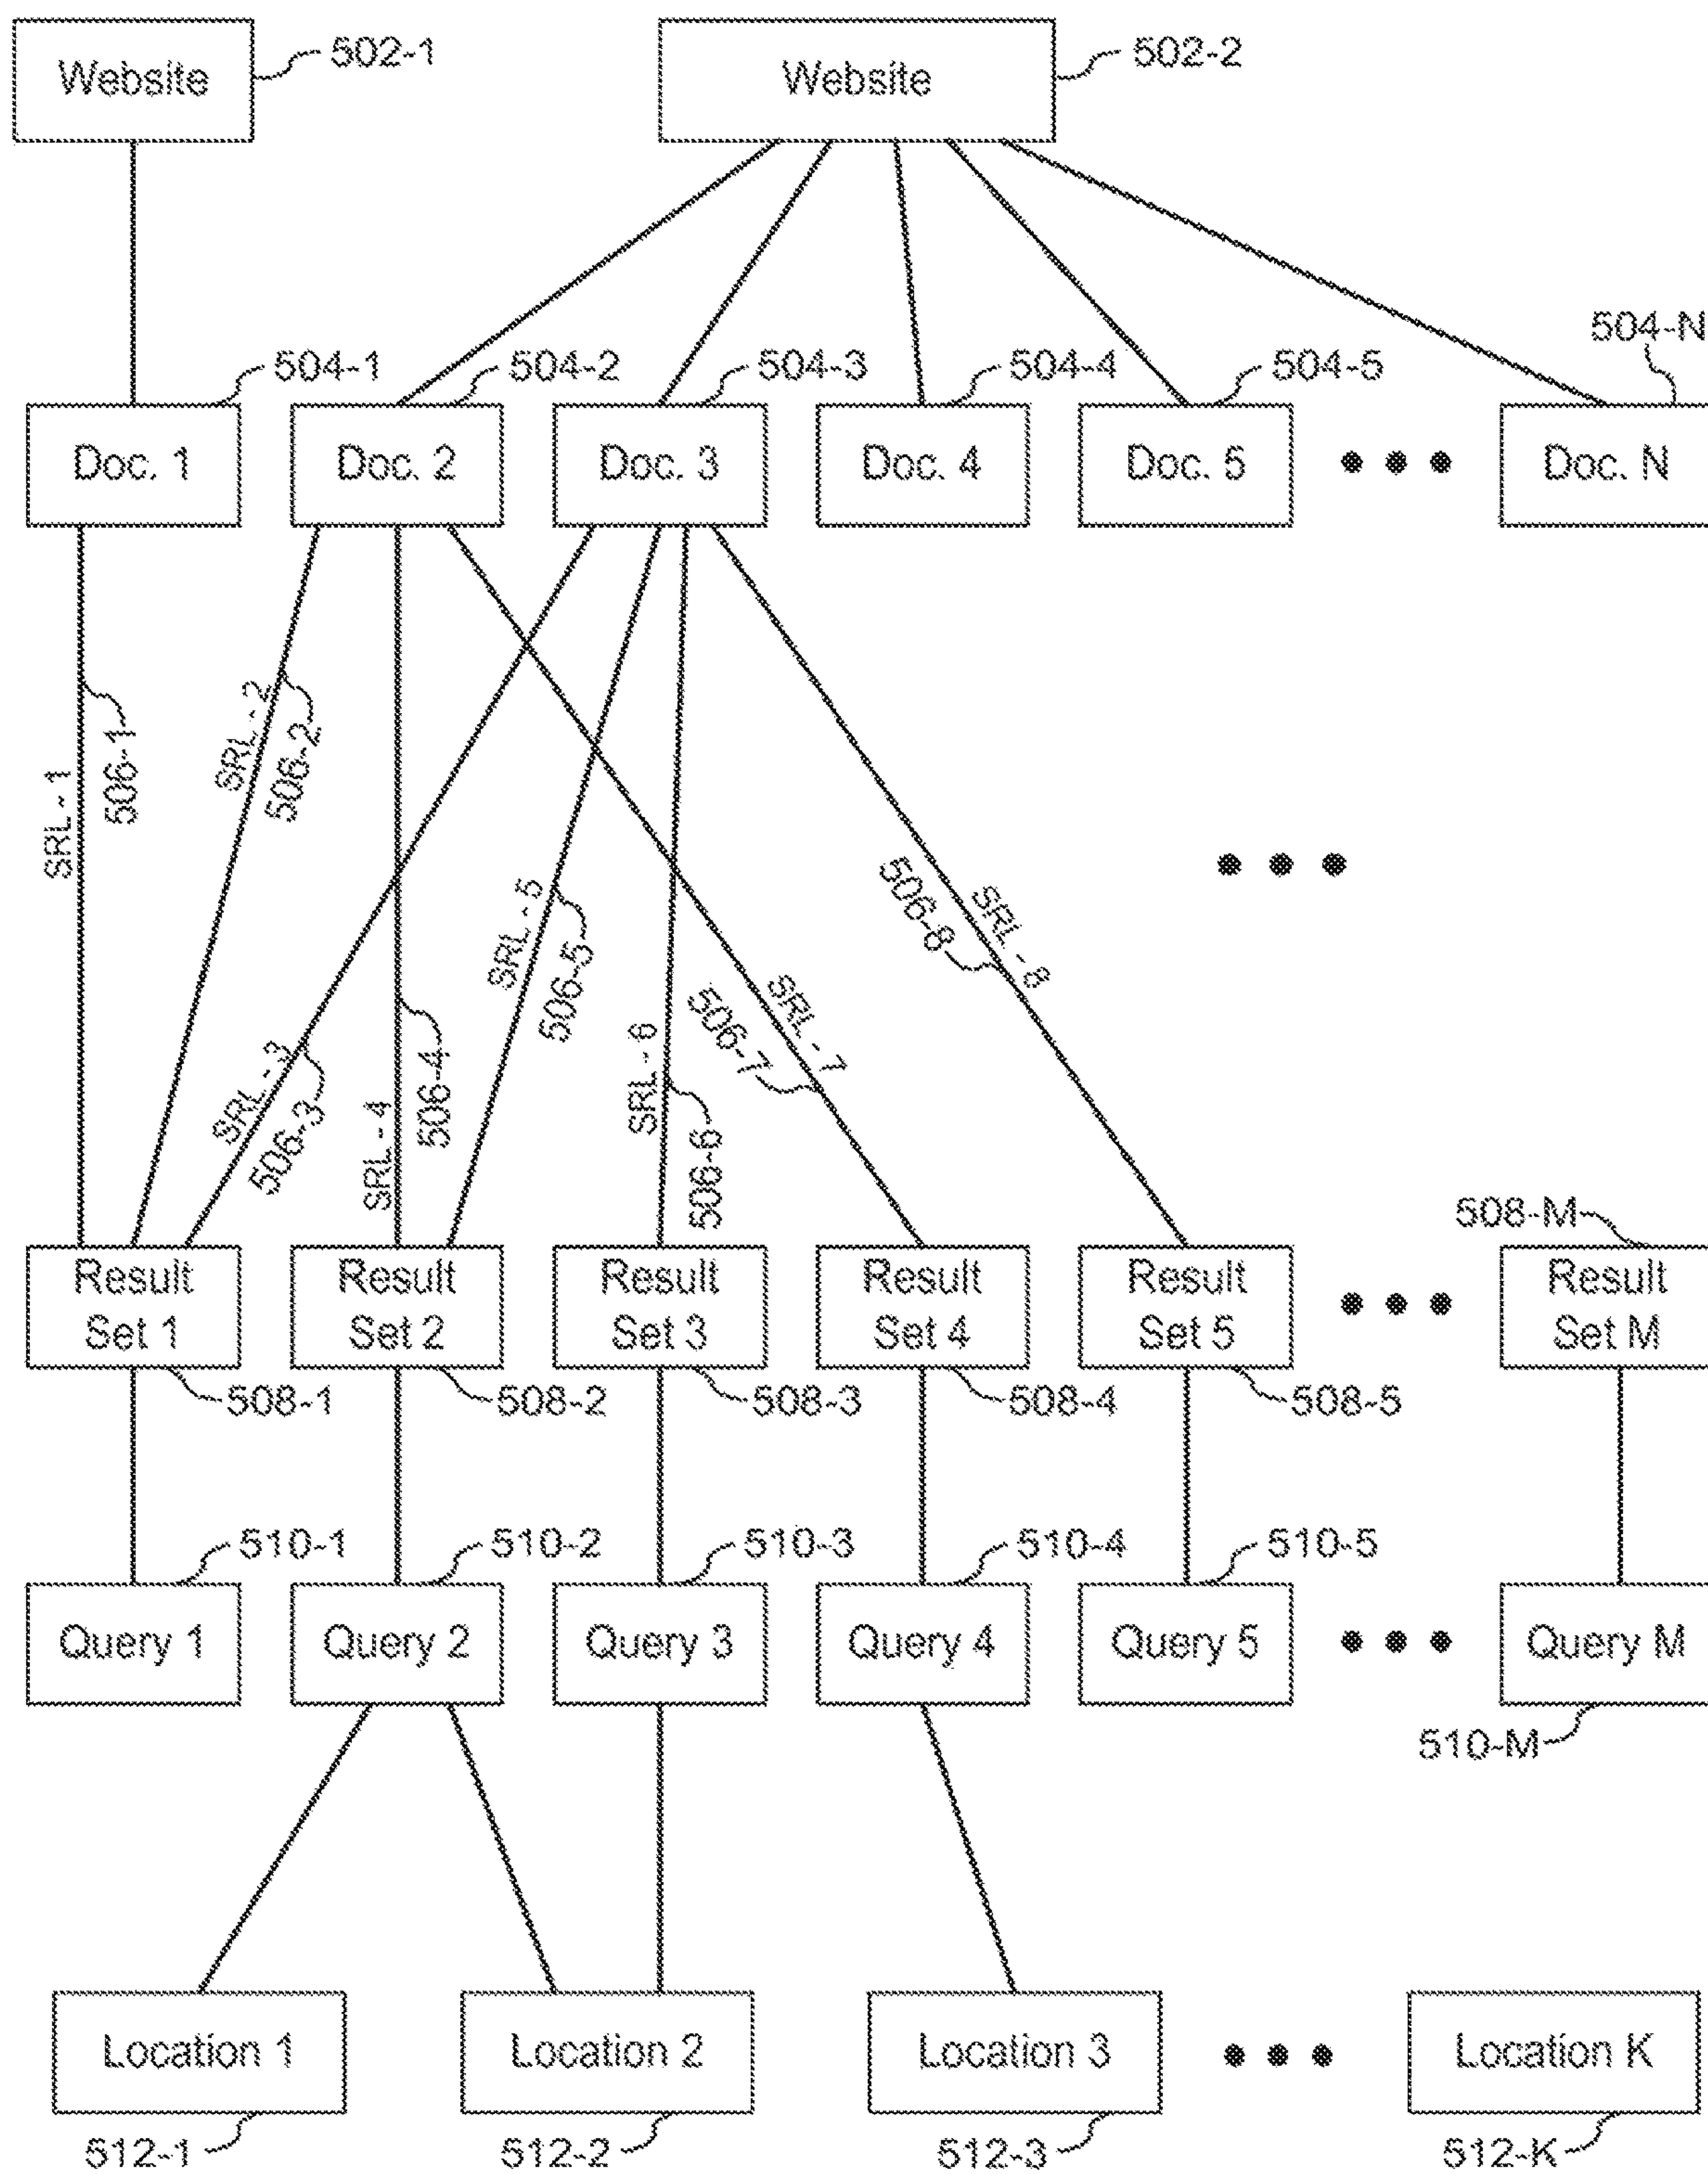 Website
502-1
Website
502-2
504-1
504-2
504-3
504-4
504-5
504-N
Doc. 1
Doc. 2
Doc. 3
Doc. 4
Doc. 5
Doc. N
SRL - 1
506-1
SRL - 2
506-2
SRL - 3
506-3
SRL - 4
506-4
SRL - 5
506-5
SRL - 6
506-6
SRL - 7
506-7
SRL - 8
506-8
508-M
Result
Set 1
Result
Set 2
Result
Set 3
Result
Set 4
Result
Set 5
Result
Set M
508-1
508-2
508-3
508-4
508-5
510-1
510-2
510-3
510-4
510-5
Query 1
Query 2
Query 3
Query 4
Query 5
Query M
510-M
Location 1
Location 2
Location 3
Location K
512-1
512-2
512-3
512-K